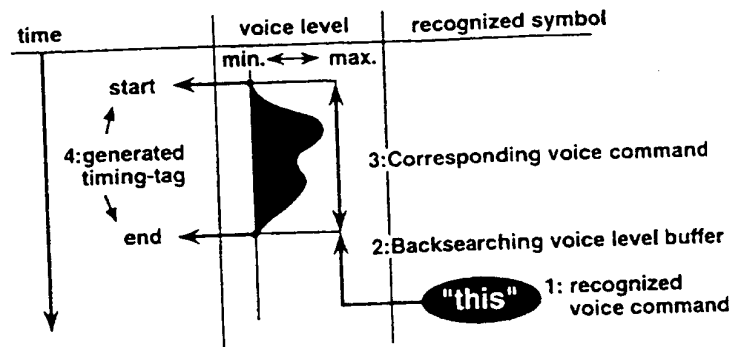 time
voice level
recognized symbol
min.
max.
start
4:generated
timing-tag
3:Corresponding voice command
end
2:Backsearching voice level buffer
"this"
1: recognized
voice command